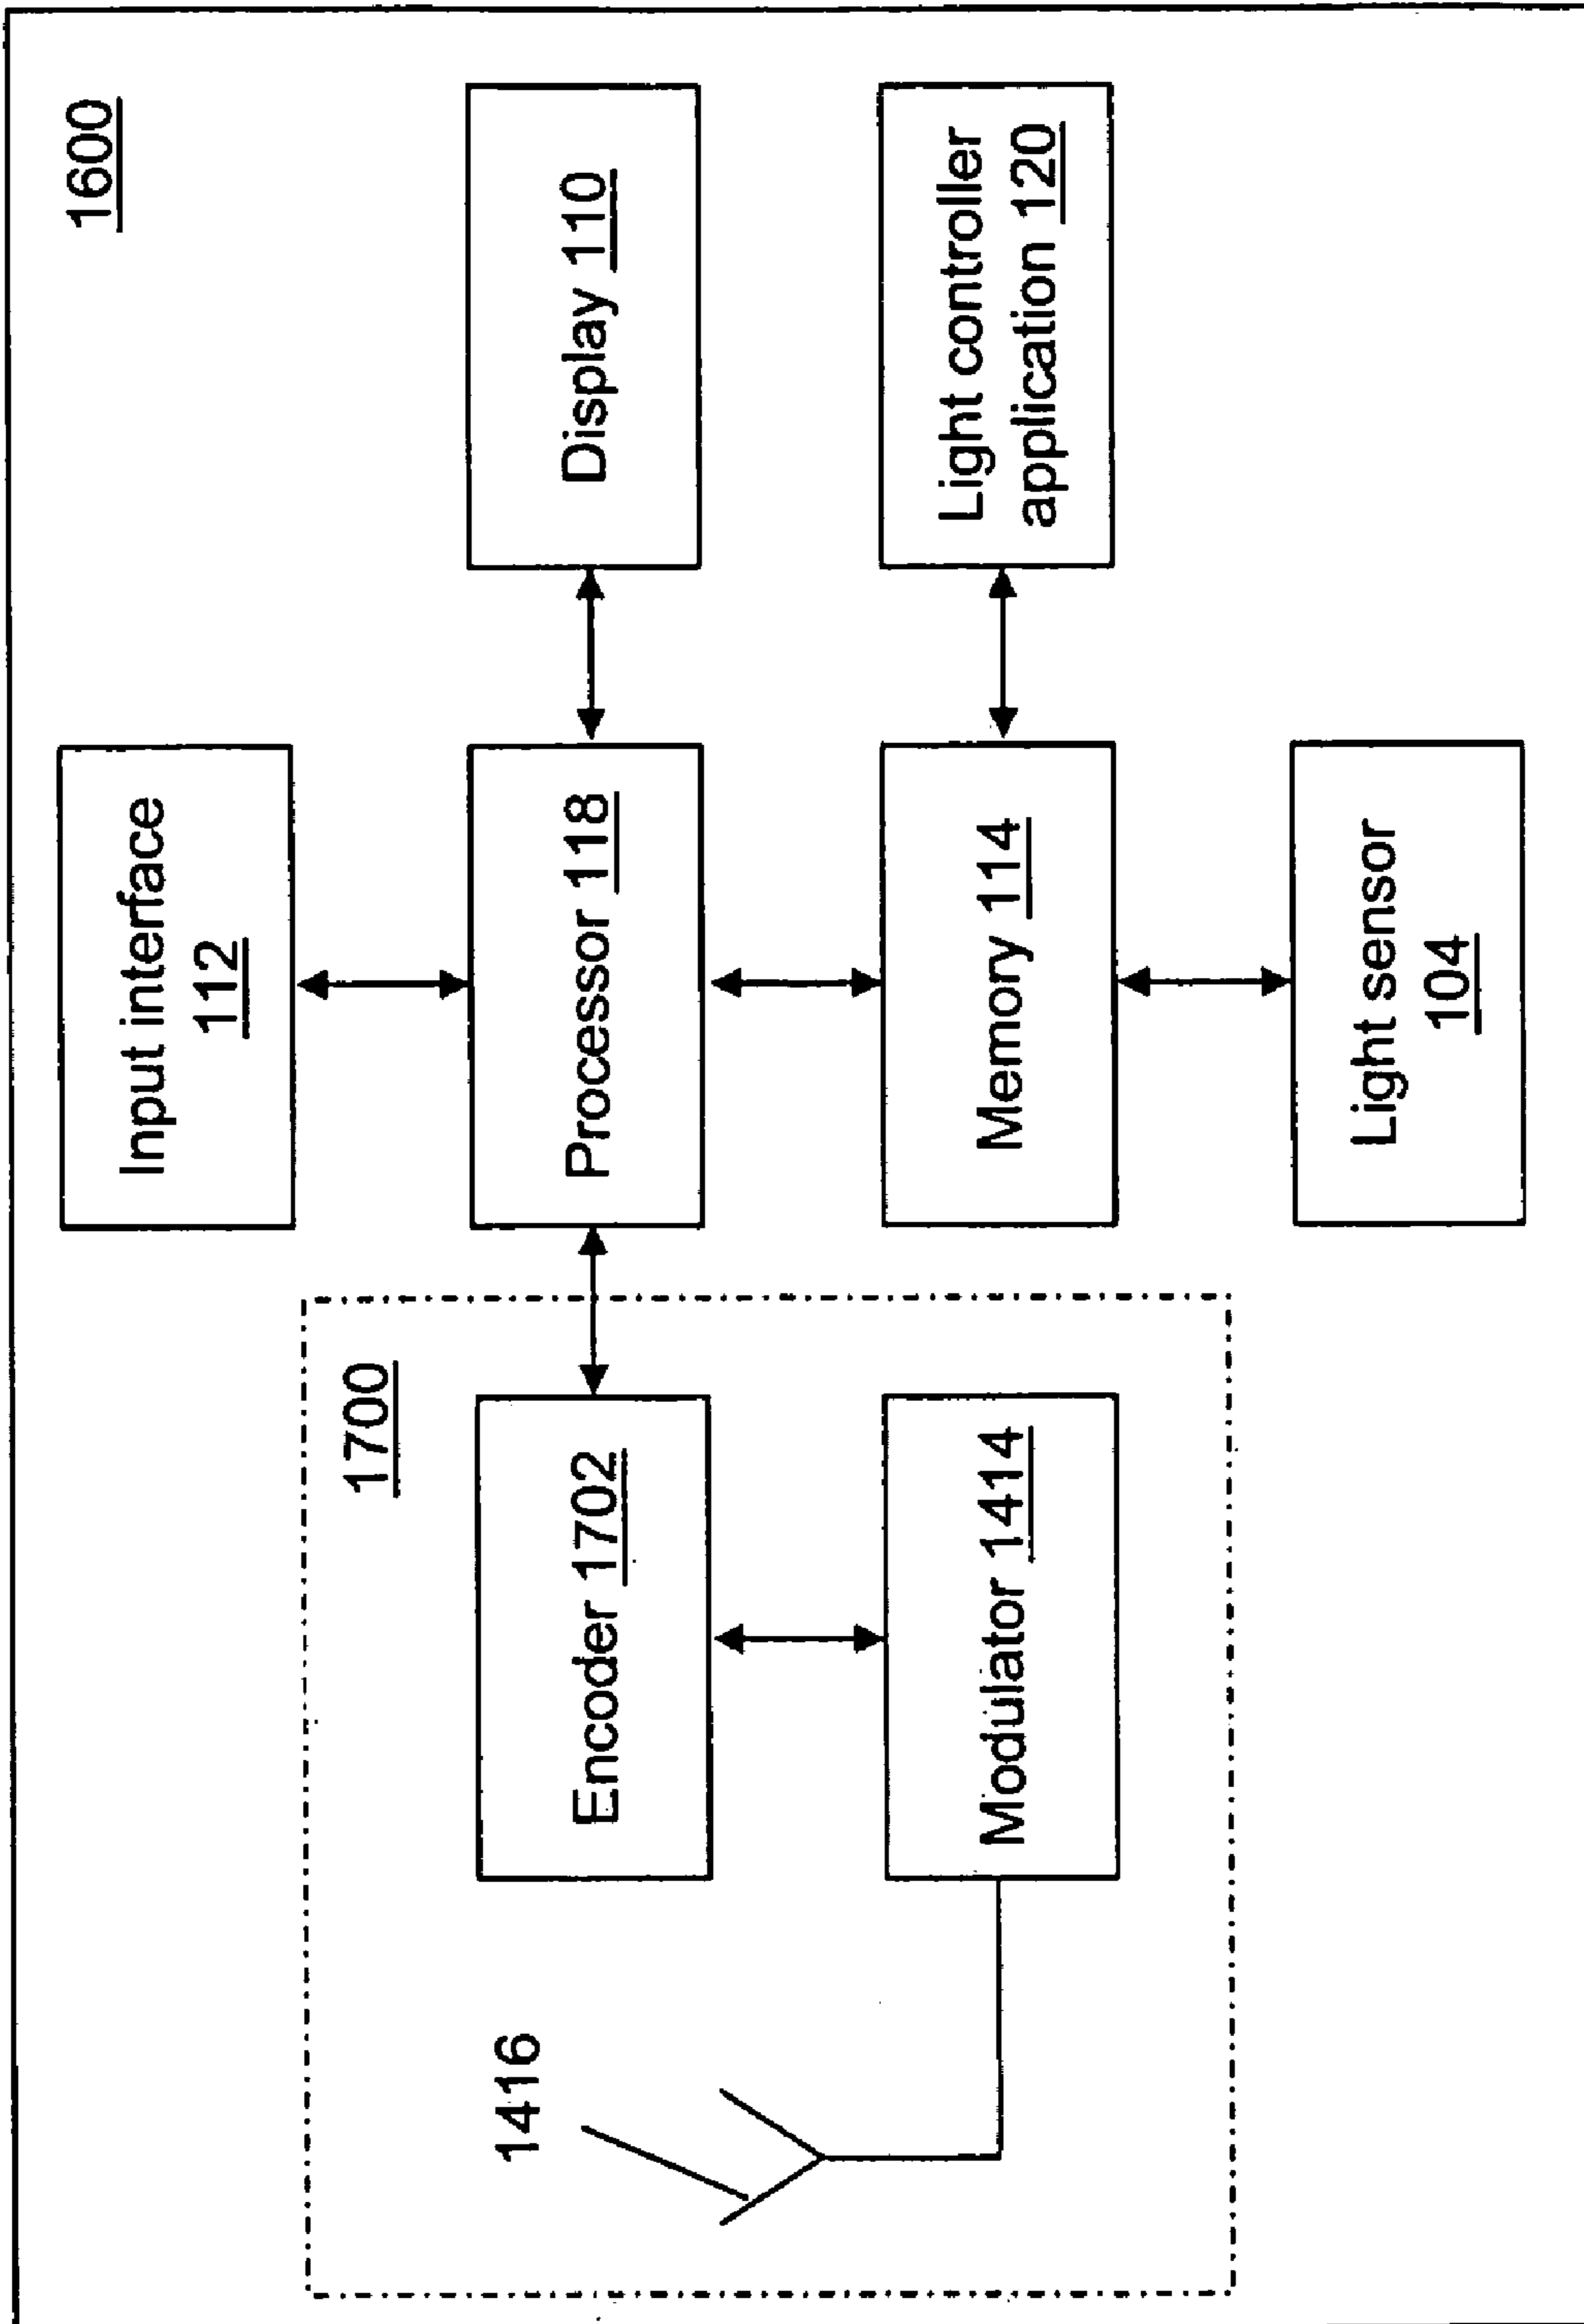 1600
Input interface
112
1700
1416
Encoder 1702
Processor 118
Display 110
Modulator 1414
Memory 114
Light controller
application 120
Light sensor
104